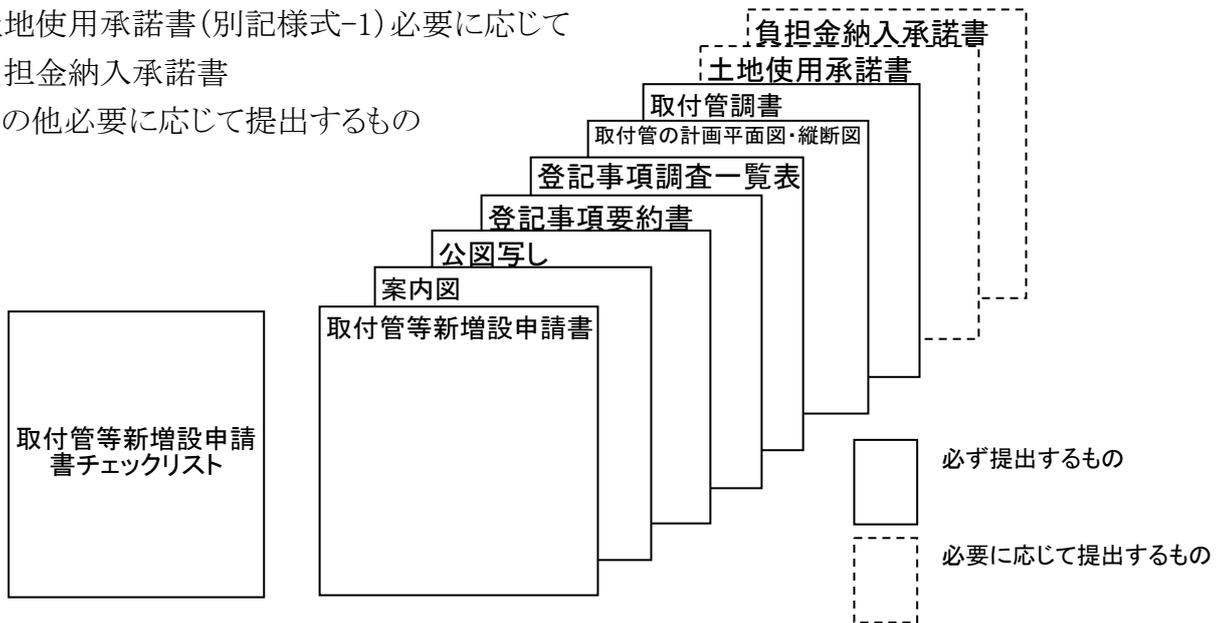 地使用承諾書(別記様式-1)必要に応じて
担金納入承諾書
の他必要に応じて提出するもの
負担金納入承諾書
土地使用承諾書
取付管調書
取付管の計画平面図・縦断図
登記事項調査一覧表
登記事項要約書
公図写し
案内図
取付管等新増設申請書
取付管等新増設申請
書チェックリスト
必ず提出するもの
必要に応じて提出するもの